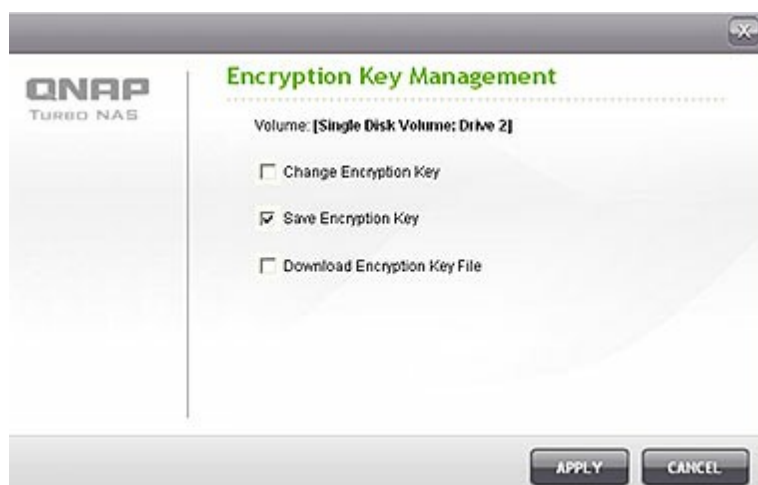 QNAP
TURBO NAS
Encryption Key Management
Volume: [Single Disk Volume: Drive 2]
Change Encryption Key
Save Encryption Key
Download Encryption Key File
APPLY
CANCEL